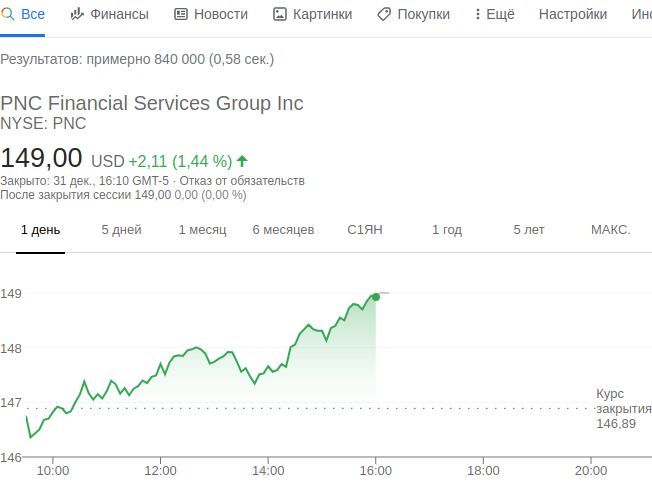 Все Финансы Новости Картинки Покупки Ещё Настройки Инс
Результатов: примерно 840 000 (0,58 сек.)
PNC Financial Services Group Inc
NYSE: PNC
149,00 USD +2,11 (1,44 %)
Закрыто: 31 дек., 16:10 GMT-5 · Отказ от обязательств
После закрытия сессии 149,00 0,00 (0,00 %)
1 день 5 дней 1 месяц 6 месяцев С1ЯН 1 год 5 лет МАКС.
149
148
147
Курс
закрытия
146,89
146
10:00 12:00 14:00 16:00 18:00 20:00